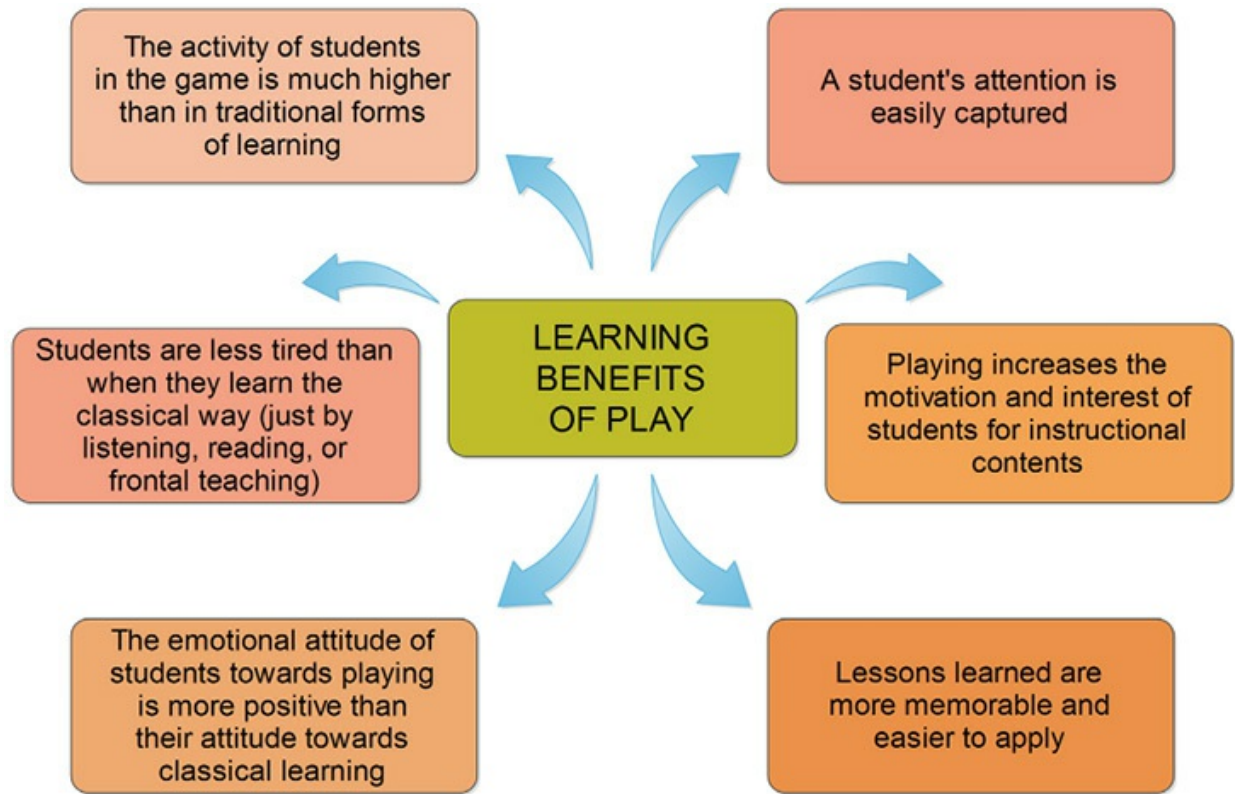 The activity of students
in the game is much higher
than in traditional forms
of learning
A student's attention is
easily captured
Students are less tired than
when they learn the
classical way (just by
listening, reading, or
frontal teaching)
LEARNING
BENEFITS
OF PLAY
Playing increases the
motivation and interest of
students for instructional
contents
The emotional attitude of
students towards playing
is more positive than
their attitude towards
classical learning
Lessons learned are
more memorable and
easier to apply